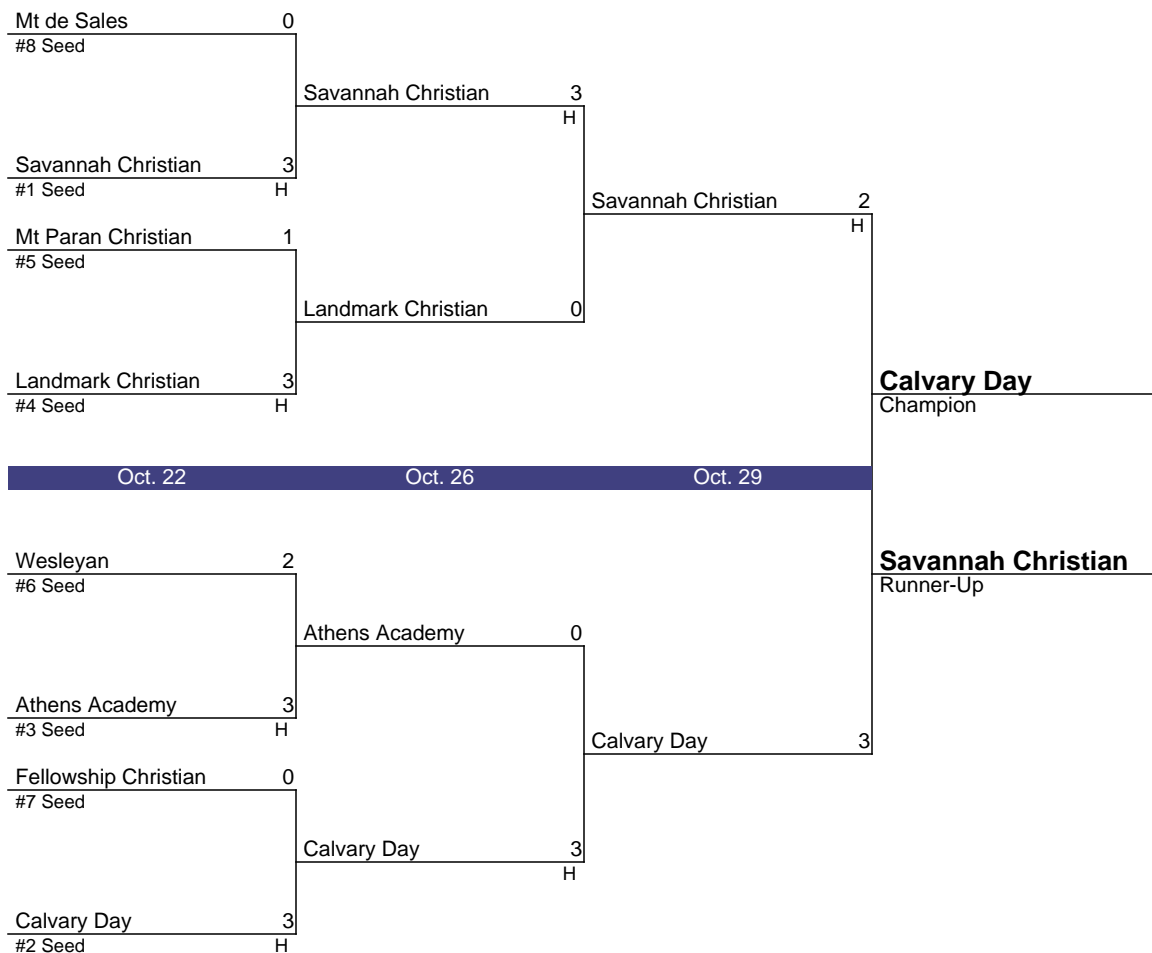 Mt de Sales 0
#8 Seed
Savannah Christian 3
H
Savannah Christian 3
#1 Seed H
Savannah Christian 2
H
Mt Paran Christian 1
#5 Seed
Landmark Christian 0
Landmark Christian 3
#4 Seed H
Calvary Day
Champion
Oct. 22 Oct. 26 Oct. 29
Wesleyan 2
#6 Seed
Savannah Christian
Runner-Up
Athens Academy 0
Athens Academy 3
#3 Seed H
Calvary Day 3
Fellowship Christian 0
#7 Seed
Calvary Day 3
H
Calvary Day 3
#2 Seed H